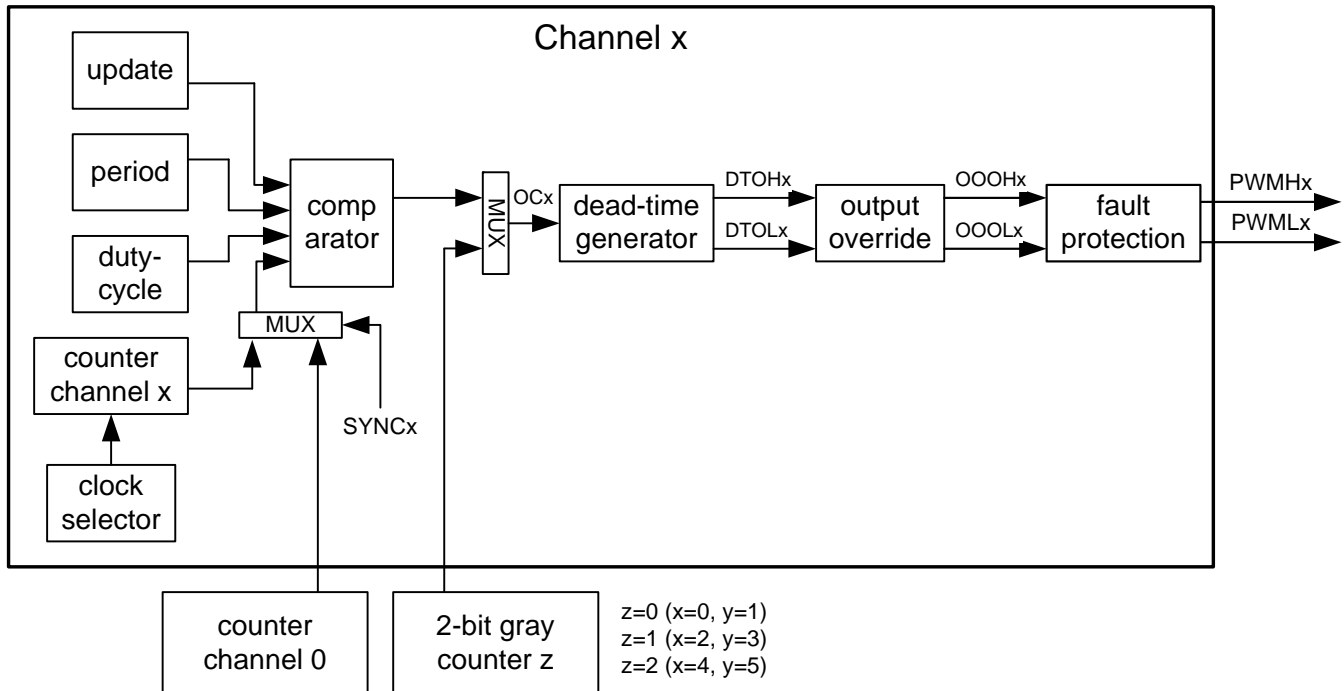 Channel x
update
period
duty-
cycle
counter
channel x
clock
selector
comp
arator
MUX
SYNCx
MUX
OCx
dead-time
generator
DTOHx
DTOLx
output
override
OOOHx
OOOLx
fault
protection
PWMHx
PWMLx
counter
channel 0
2-bit gray
counter z
z=0 (x=0, y=1)
z=1 (x=2, y=3)
z=2 (x=4, y=5)